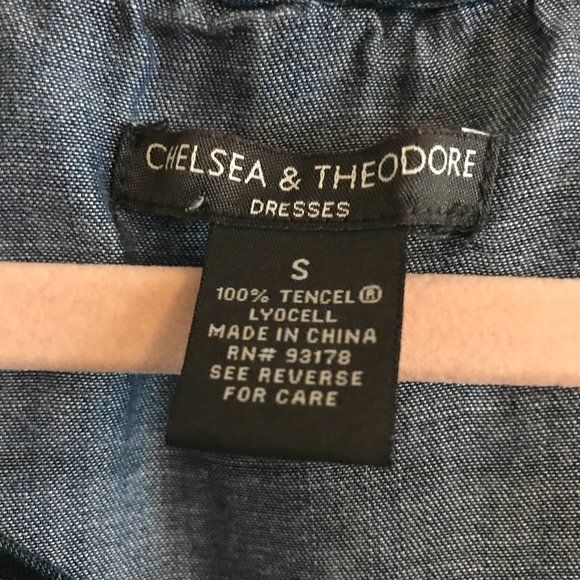 CHELSEA & THEODORE
DRESSES
S
100% TENCEL®
LYOCELL
MADE IN CHINA
RN# 93178
SEE REVERSE
FOR CARE